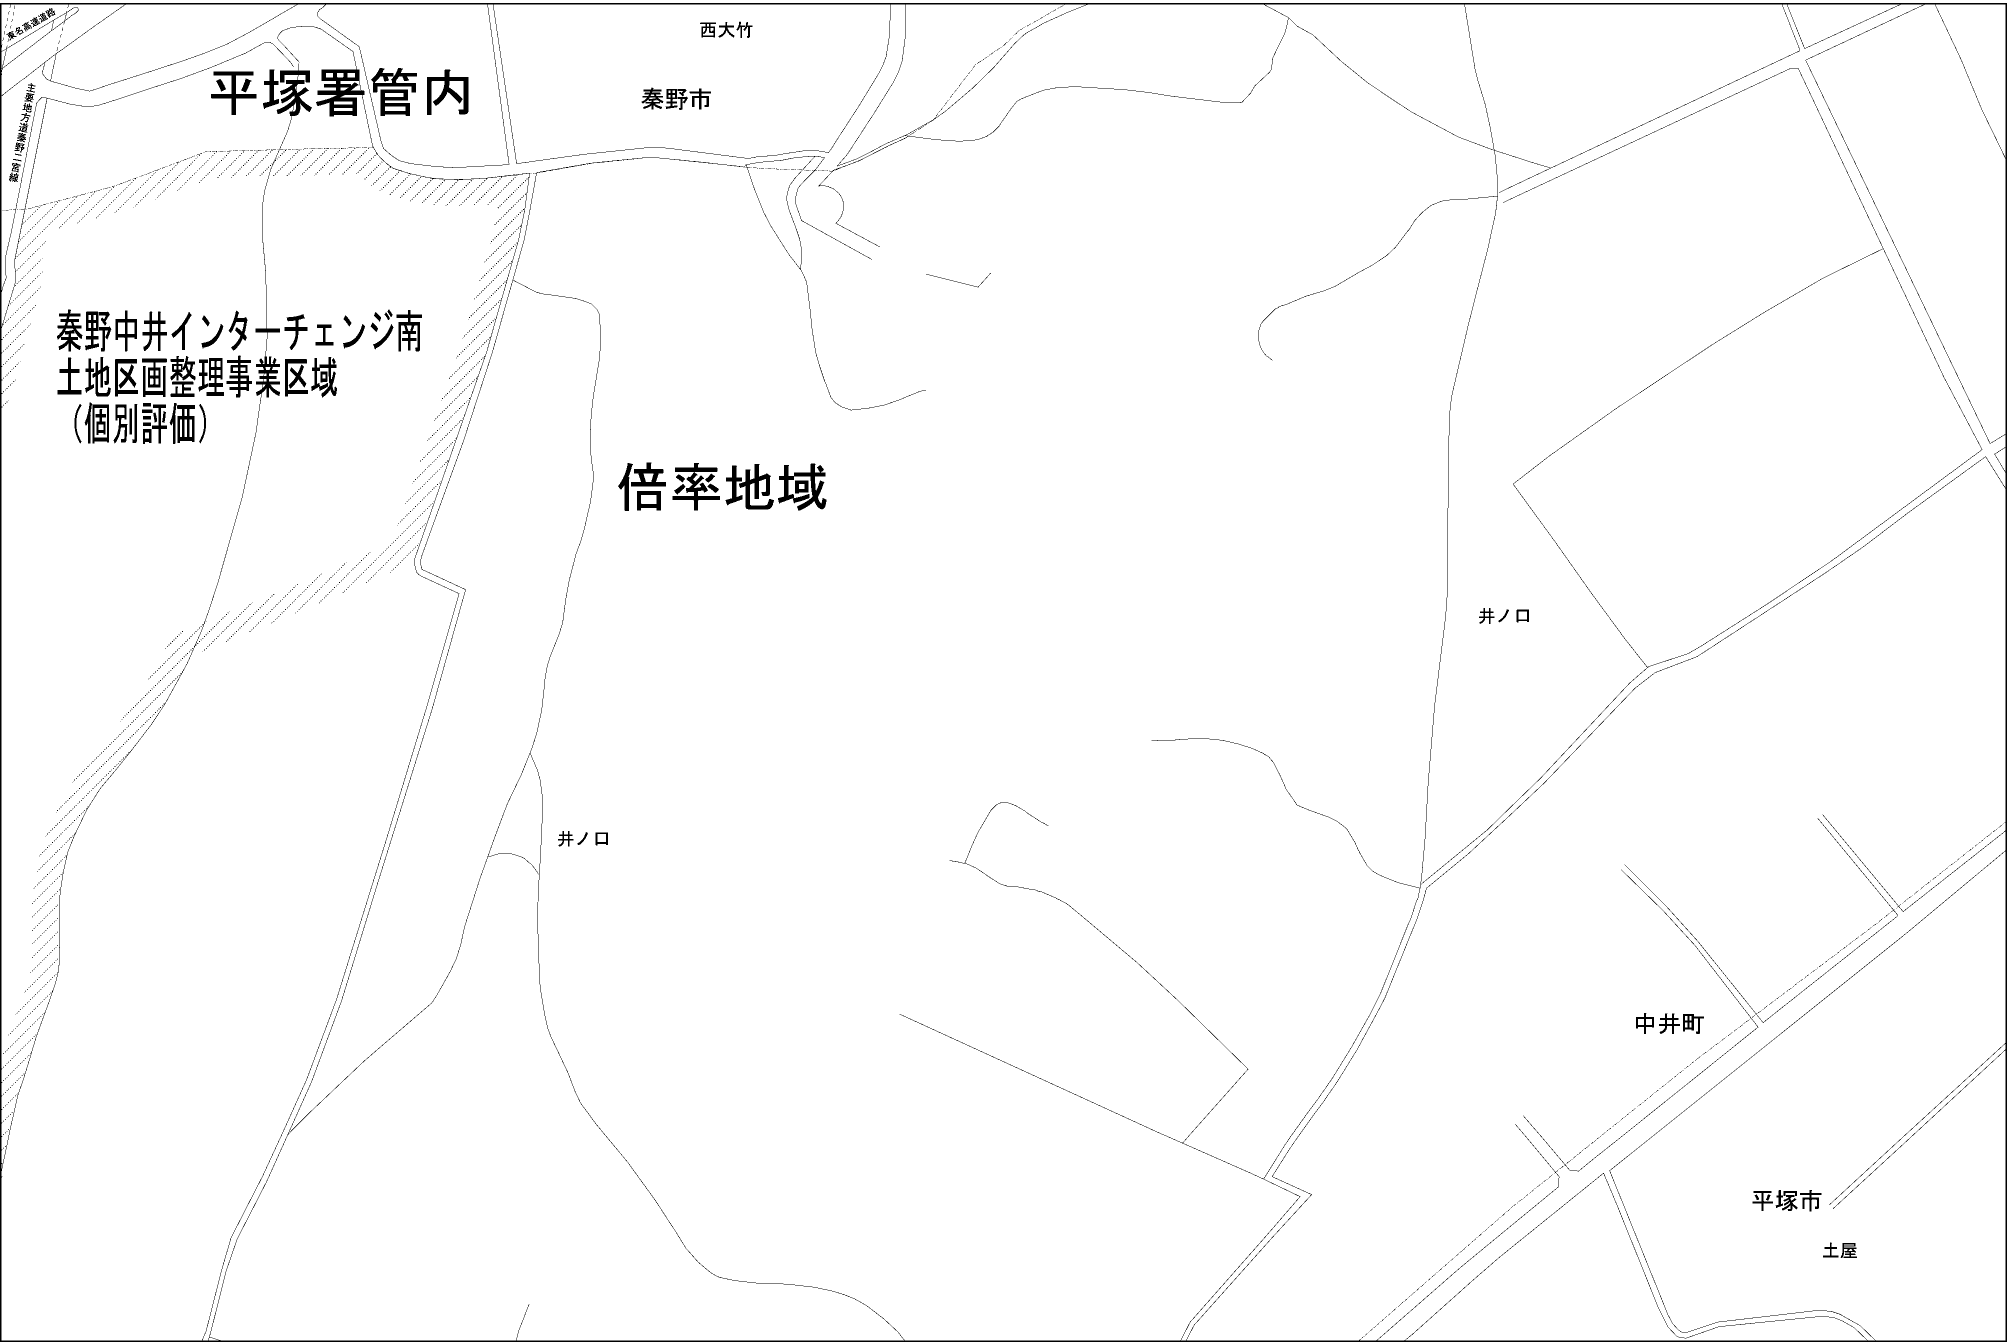 東名高速道路
西大竹
主要地方道秦野二宮線
平塚署管内
秦野市
秦野中井インターチェンジ南
土地区画整理事業区域
（個別評価）
倍率地域
井ノ口
井ノ口
中井町
平塚市
土屋